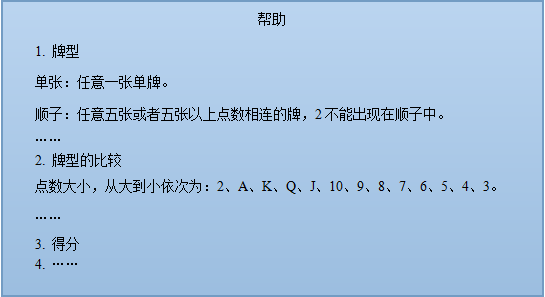 帮助
1. 牌型
单张：任意一张单牌。
顺子：任意五张或者五张以上点数相连的牌，2不能出现在顺子中。
……
2. 牌型的比较
点数大小，从大到小依次为：2、A、K、Q、J、10、9、8、7、6、5、4、3。
……
3. 得分
4. ……